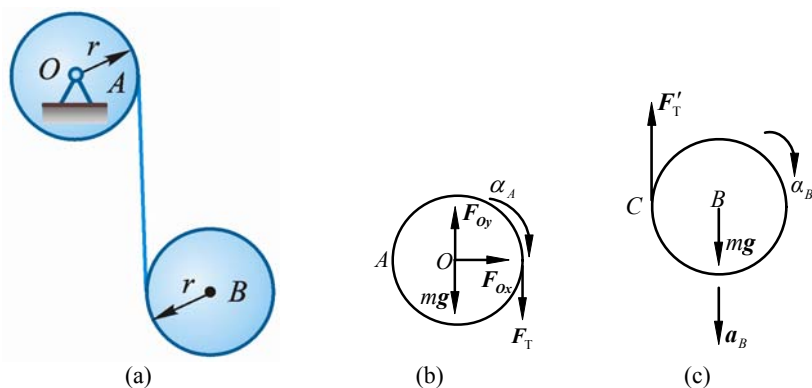 r
O
A
r
B
(a)
α_A
F_Oy
A
O
F_Ox
mg
F_T
(b)
F'_T
α_B
B
C
mg
a_B
(c)